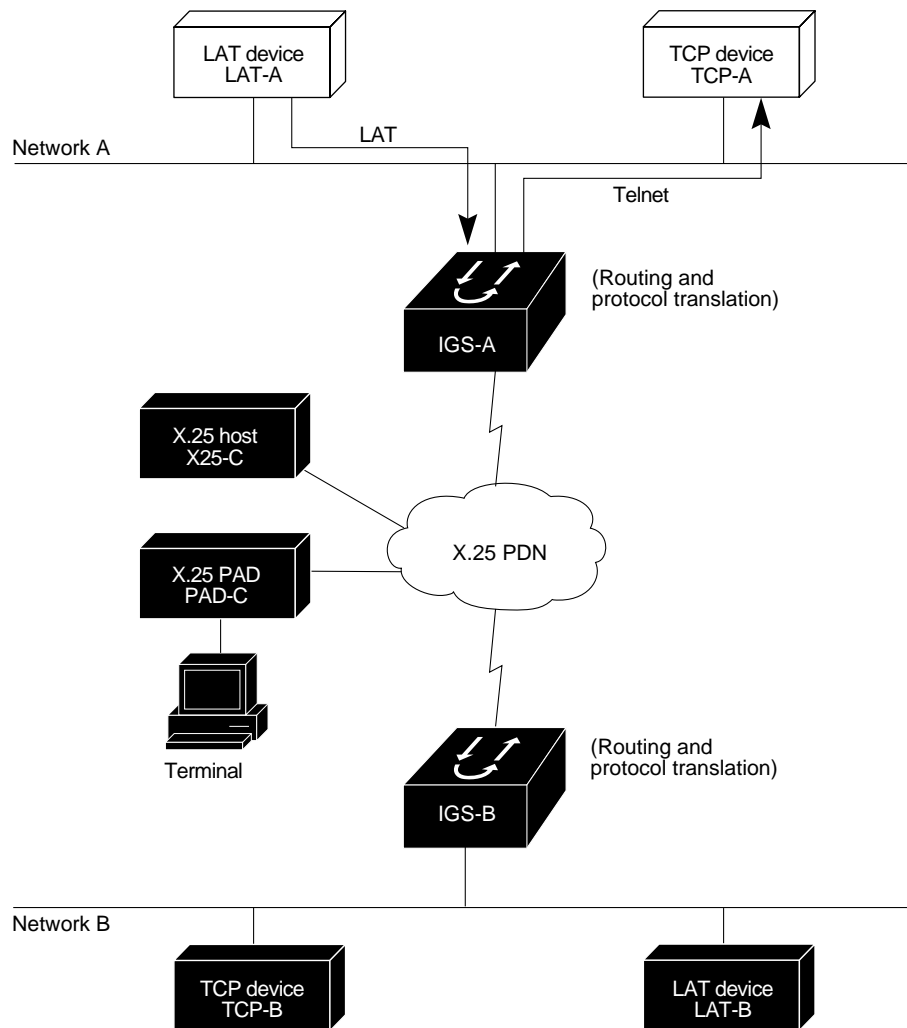 LAT device
LAT-A
TCP device
TCP-A
LAT
Network A
Telnet
(Routing and
protocol translation)
IGS-A
X.25 host
X25-C
X.25 PDN
X.25 PAD
PAD-C
Terminal
(Routing and
protocol translation)
IGS-B
Network B
TCP device
TCP-B
LAT device
LAT-B